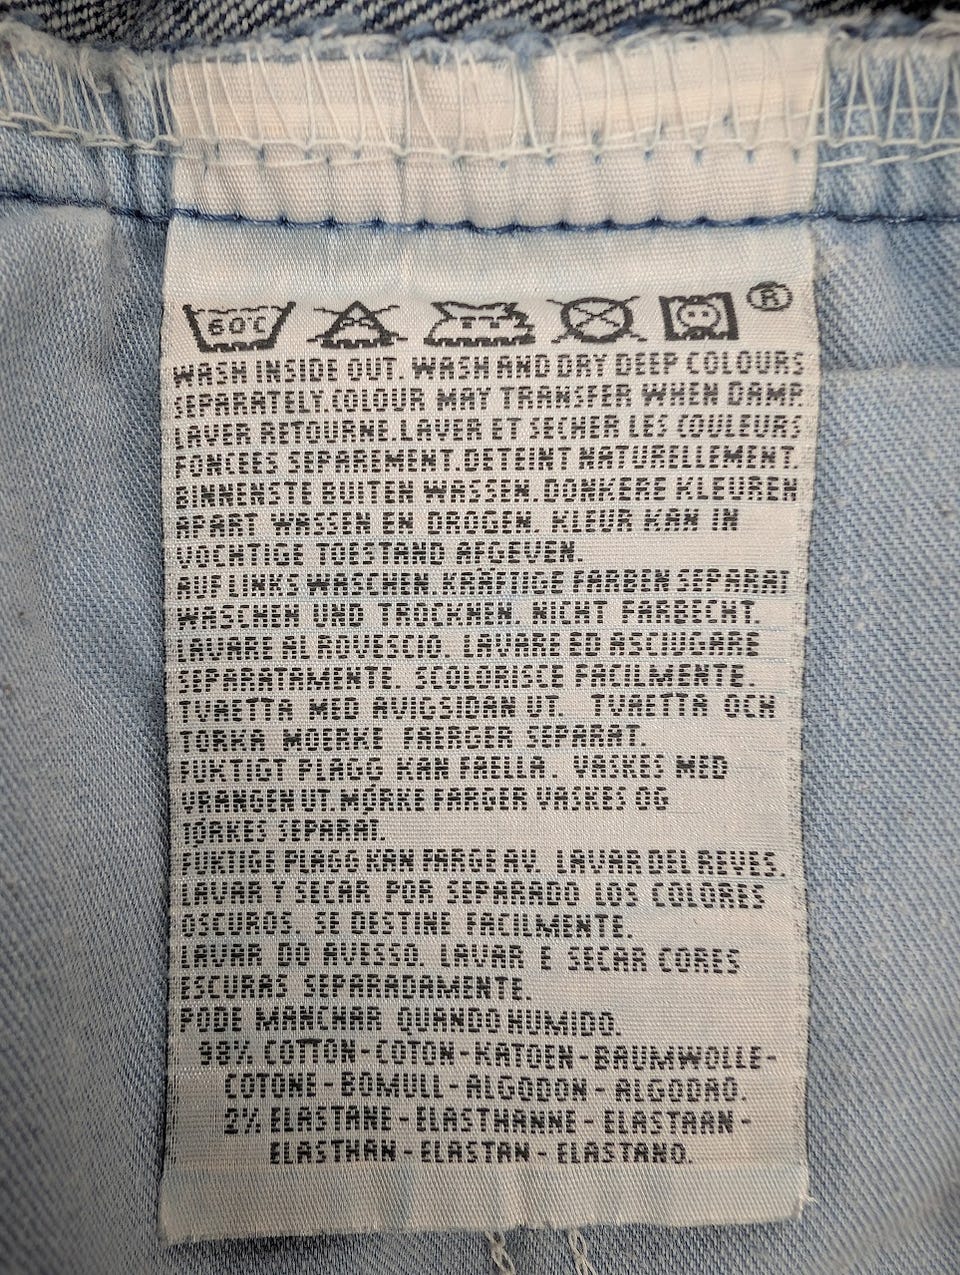 60C ®
WASH INSIDE OUT. WASH AND DRY DEEP COLOURS
SEPARATELY.COLOUR MAY TRANSFER WHEN DAMP
LAVER RETOURNE.LAVER ET SECHER LES COULEURS
FONCEES SEPAREMENT.DETEINT NATURELLEMENT.
BINNENSTE BUITEN WASSEN.DONKERE KLEUREN
APART WASSEN EN DROGEN. KLEUR KAN IN
VOCHTIGE TOESTAND AFGEVEN.
AUF LINKS WASCHEN.KRÄFTIGE FARBEN SEPARAT
WASCHEN UND TROCKNEN. NICHT FARBECHT.
LAVARE AL ROVESCIO. LAVARE ED ASCIUGARE
SEPARATAMENTE. SCOLORISCE FACILMENTE.
TVAETTA MED AVIGSIDAN UT. TVAETTA OCH
TORKA MOERKE FAERGER SEPARAT.
FUKTIGT PLAGG KAN FAELLA. VASKES MED
VRANGEN UT. MØRKE FARGER VASKES OG
TØRKES SEPARAT.
FUKTIGE PLAGG KAN FARGE AV. LAVAR DEL REVES.
LAVAR Y SECAR POR SEPARADO LOS COLORES
OSCUROS. SE DESTINE FACILMENTE.
LAVAR DO AVESSO. LAVAR E SECAR CORES
ESCURAS SEPARADAMENTE.
PODE MANCHAR QUANDO HUMIDO.
98% COTTON-COTON-KATOEN-BAUMWOLLE-
COTONE-BOMULL-ALGODON-ALGODAO.
2% ELASTANE-ELASTHANNE-ELASTAAN-
ELASTHAN-ELASTAN-ELASTANO.